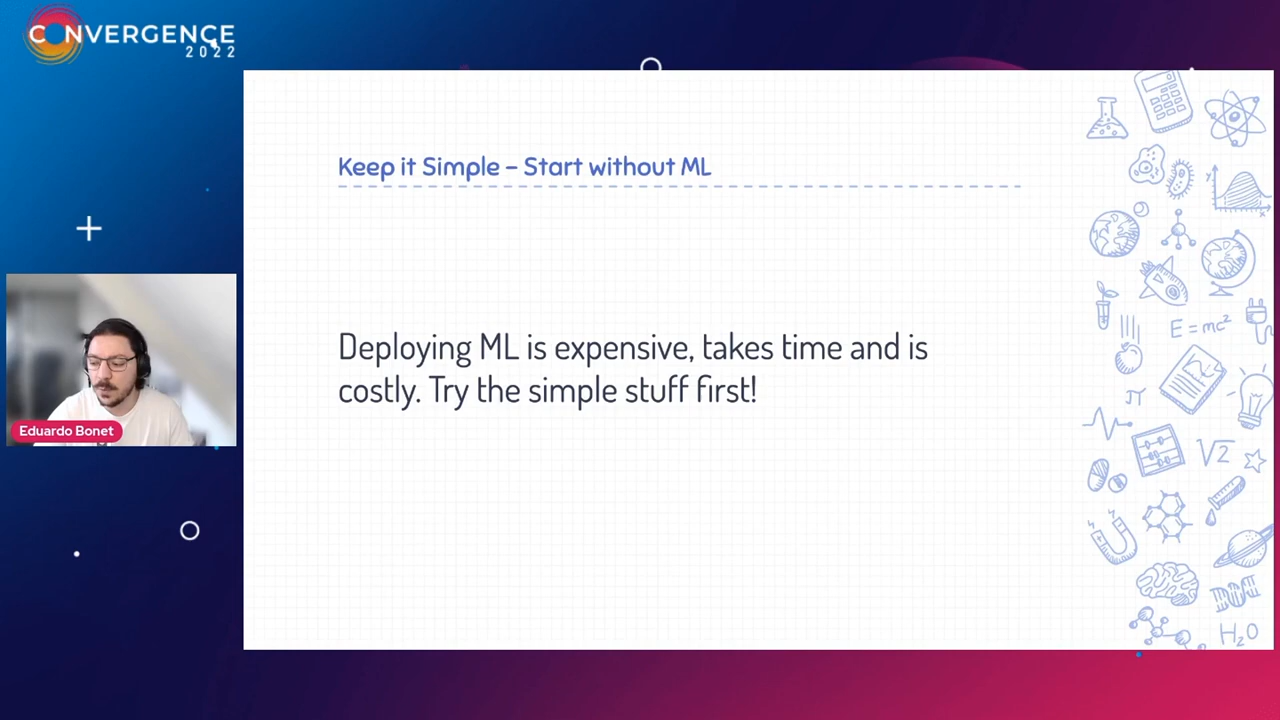 CONVERGENCE
2022
Keep it Simple – Start without ML
Deploying ML is expensive, takes time and is
costly. Try the simple stuff first!
Eduardo Bonet
y
x
E=mc²
π
√2
H₂O